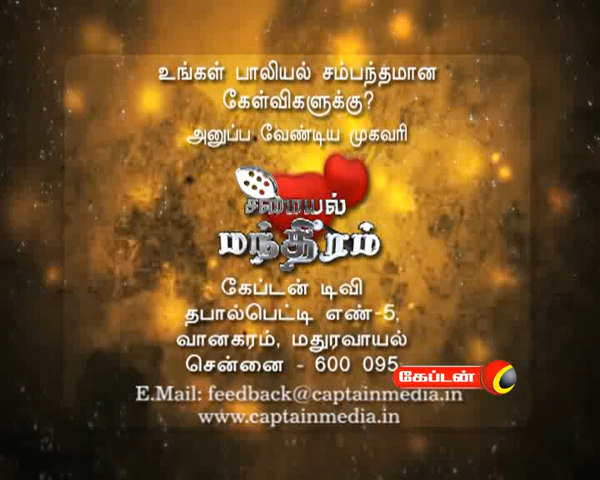 உங்கள் பாலியல் சம்பந்தமான
கேள்விகளுக்கு?
அனுப்ப வேண்டிய முகவரி
சமையல்
மந்திரம்
கேப்டன் டிவி
தபால்பெட்டி எண்-5,
வானகரம், மதுரவாயல்
சென்னை - 600 095
கேப்டன்
E.Mail: feedback@captainmedia.in
www.captainmedia.in